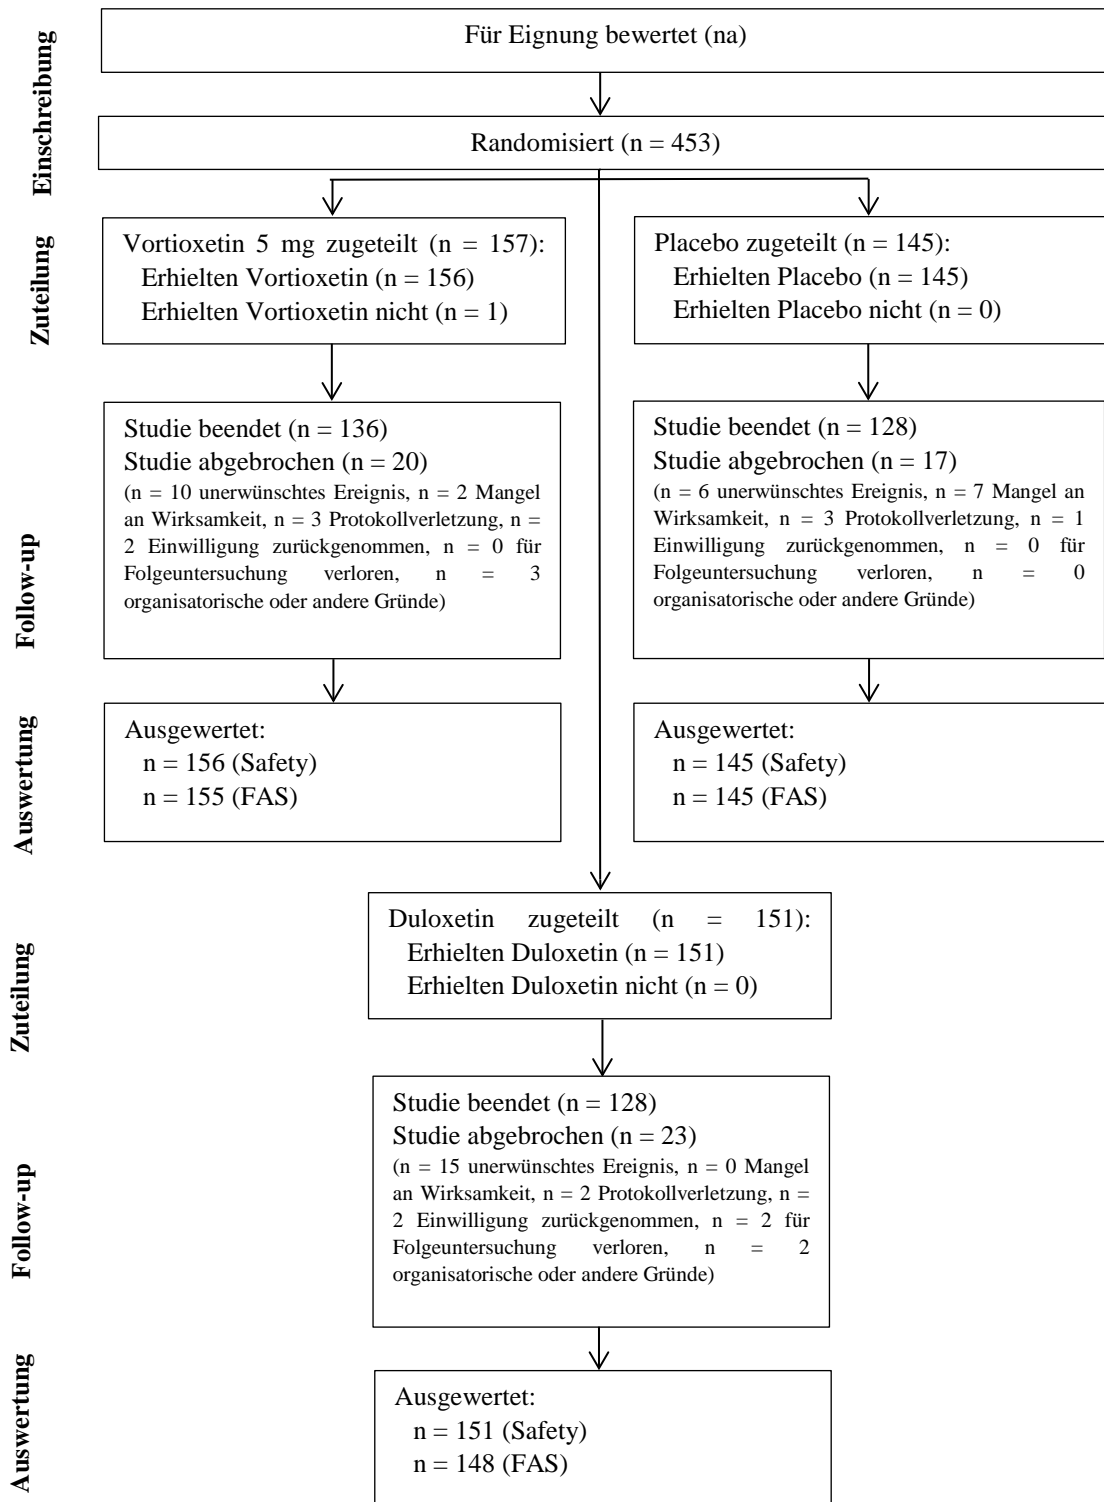 Einschreibung
Für Eignung bewertet (na)
Randomisiert (n = 453)
Zuteilung
Vortioxetin 5 mg zugeteilt (n = 157):
Erhielten Vortioxetin (n = 156)
Erhielten Vortioxetin nicht (n = 1)
Placebo zugeteilt (n = 145):
Erhielten Placebo (n = 145)
Erhielten Placebo nicht (n = 0)
Follow-up
Studie beendet (n = 136)
Studie abgebrochen (n = 20)
(n = 10 unerwünschtes Ereignis, n = 2 Mangel
an Wirksamkeit, n = 3 Protokollverletzung, n =
2 Einwilligung zurückgenommen, n = 0 für
Folgeuntersuchung verloren, n = 3
organisatorische oder andere Gründe)
Studie beendet (n = 128)
Studie abgebrochen (n = 17)
(n = 6 unerwünschtes Ereignis, n = 7 Mangel an
Wirksamkeit, n = 3 Protokollverletzung, n = 1
Einwilligung zurückgenommen, n = 0 für
Folgeuntersuchung verloren, n = 0
organisatorische oder andere Gründe)
Auswertung
Ausgewertet:
n = 156 (Safety)
n = 155 (FAS)
Ausgewertet:
n = 145 (Safety)
n = 145 (FAS)
Zuteilung
Duloxetin zugeteilt (n = 151):
Erhielten Duloxetin (n = 151)
Erhielten Duloxetin nicht (n = 0)
Follow-up
Studie beendet (n = 128)
Studie abgebrochen (n = 23)
(n = 15 unerwünschtes Ereignis, n = 0 Mangel
an Wirksamkeit, n = 2 Protokollverletzung, n =
2 Einwilligung zurückgenommen, n = 2 für
Folgeuntersuchung verloren, n = 2
organisatorische oder andere Gründe)
Auswertung
Ausgewertet:
n = 151 (Safety)
n = 148 (FAS)